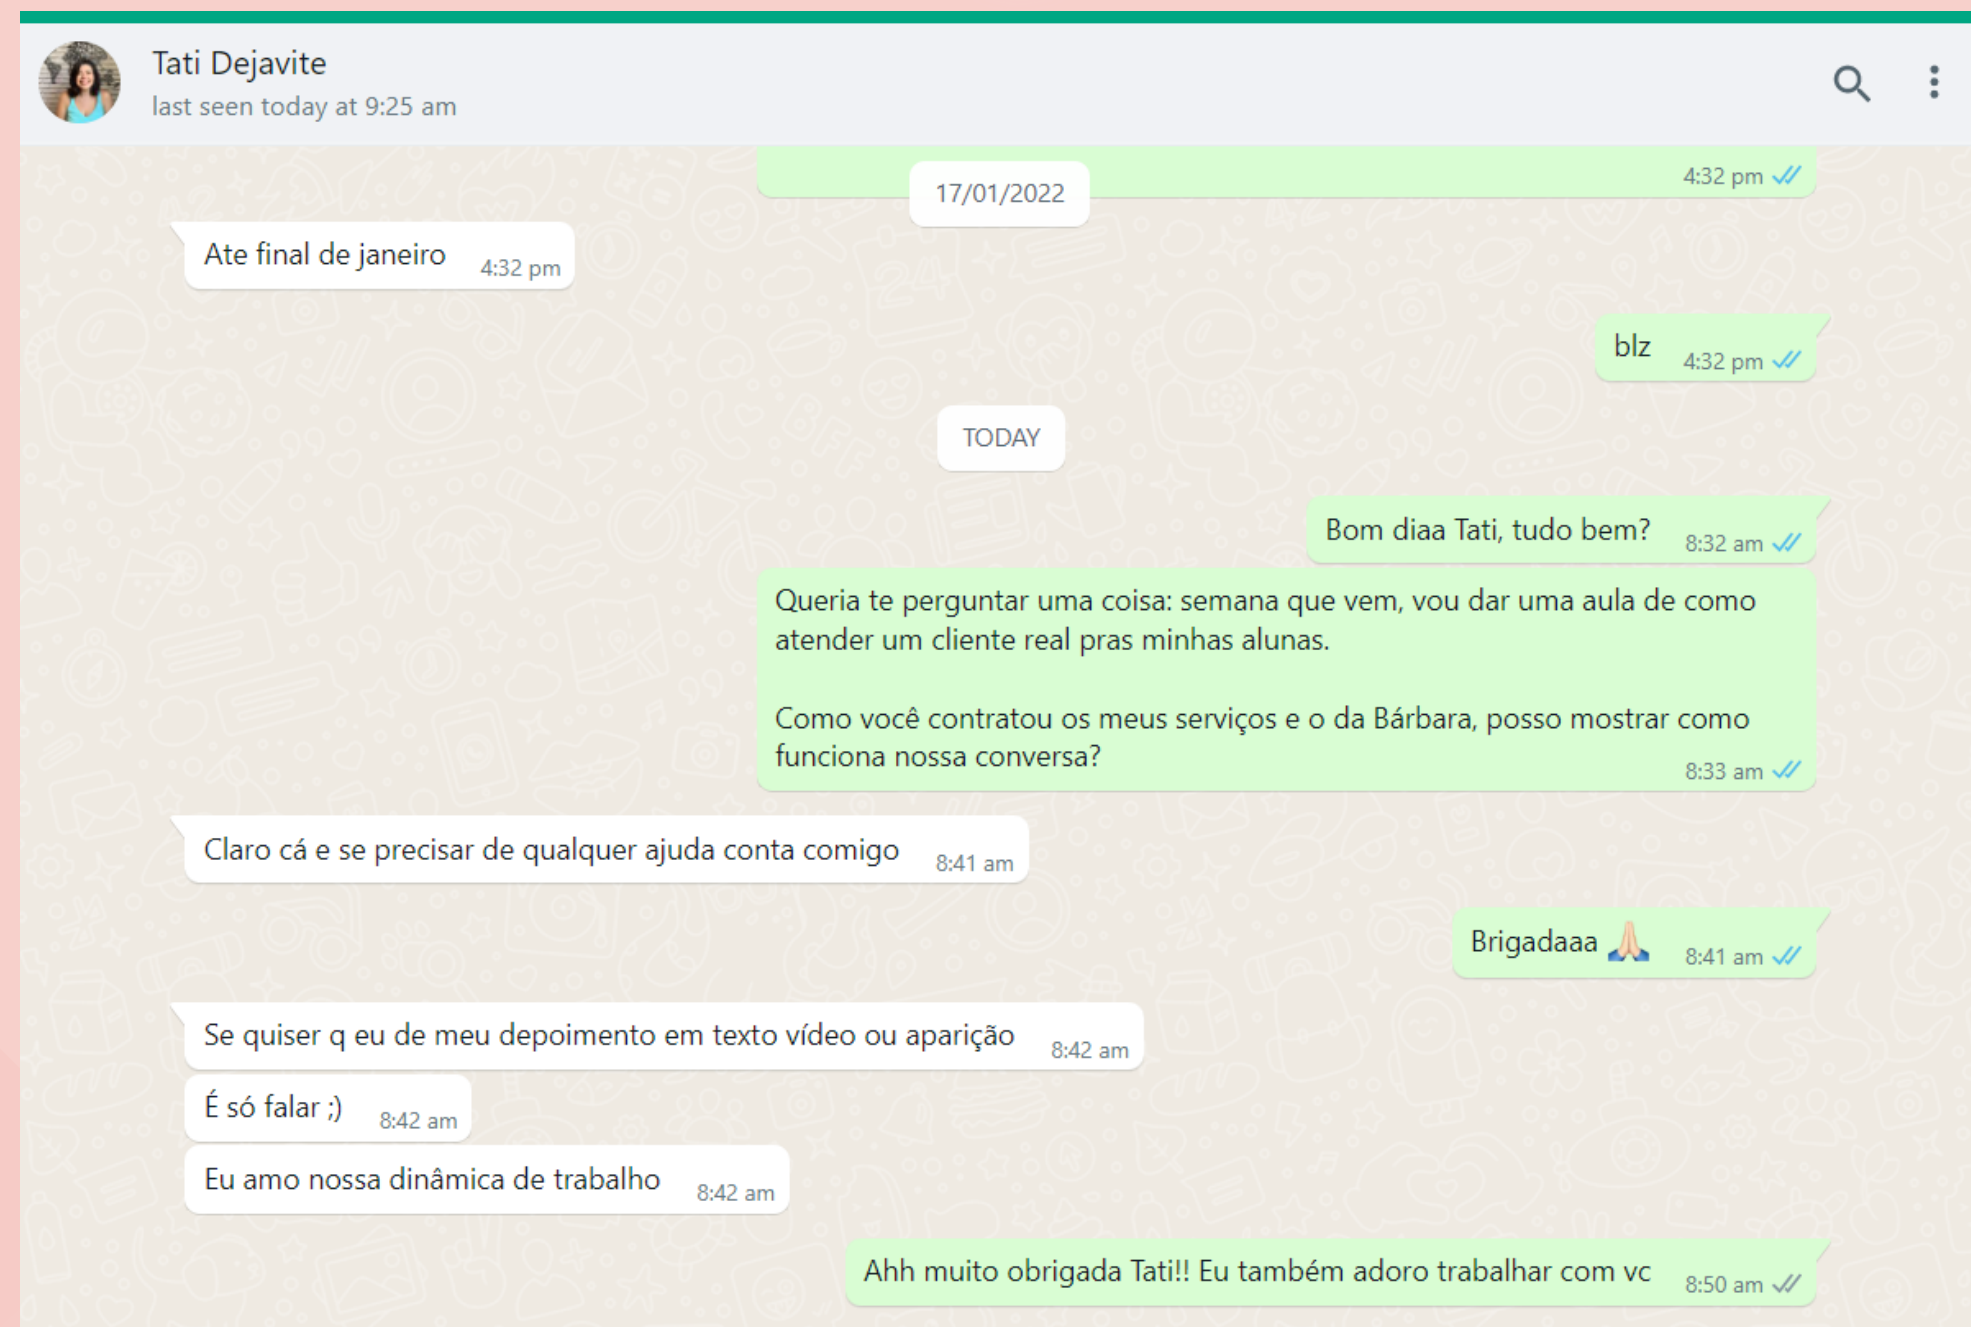 Tati Dejavite
last seen today at 9:25 am
4:32 pm
17/01/2022
Ate final de janeiro 4:32 pm
blz 4:32 pm
TODAY
Bom diaa Tati, tudo bem? 8:32 am
Queria te perguntar uma coisa: semana que vem, vou dar uma aula de como
atender um cliente real pras minhas alunas.
Como você contratou os meus serviços e o da Bárbara, posso mostrar como
funciona nossa conversa? 8:33 am
Claro cá e se precisar de qualquer ajuda conta comigo 8:41 am
Brigadaaa 🙏🏻 8:41 am
Se quiser q eu de meu depoimento em texto vídeo ou aparição 8:42 am
É só falar ;) 8:42 am
Eu amo nossa dinâmica de trabalho 8:42 am
Ahh muito obrigada Tati!! Eu também adoro trabalhar com vc 8:50 am